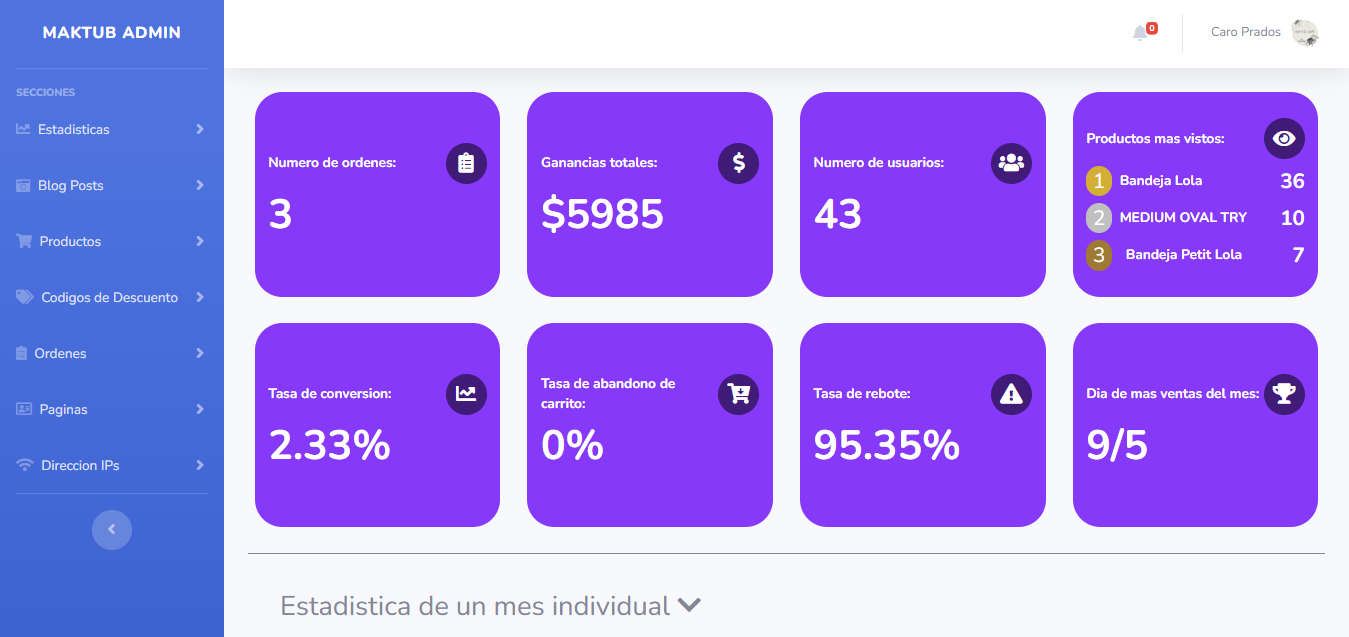 MAKTUB ADMIN
SECCIONES
Estadisticas
Blog Posts
Productos
Codigos de Descuento
Ordenes
Paginas
Direccion IPs
0
Caro Prados
Numero de ordenes:
3
Ganancias totales:
$5985
Numero de usuarios:
43
Productos mas vistos:
1 Bandeja Lola 36
2 MEDIUM OVAL TRY 10
3 Bandeja Petit Lola 7
Tasa de conversion:
2.33%
Tasa de abandono de
carrito:
0%
Tasa de rebote:
95.35%
Dia de mas ventas del mes:
9/5
Estadistica de un mes individual